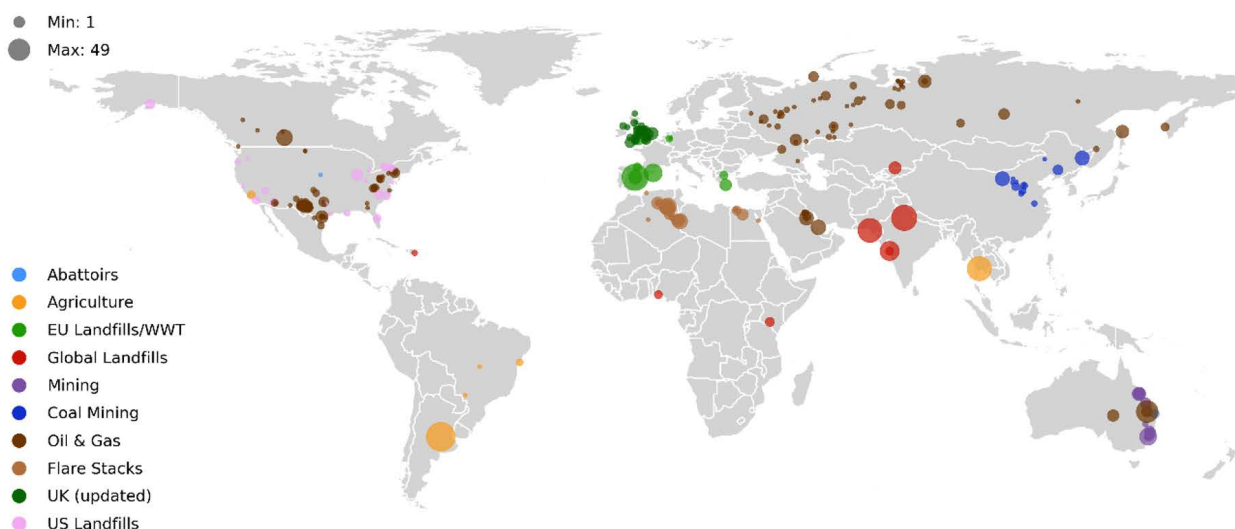 Min: 1
Max: 49
Abattoirs
Agriculture
EU Landfills/WWT
Global Landfills
Mining
Coal Mining
Oil & Gas
Flare Stacks
UK (updated)
US Landfills